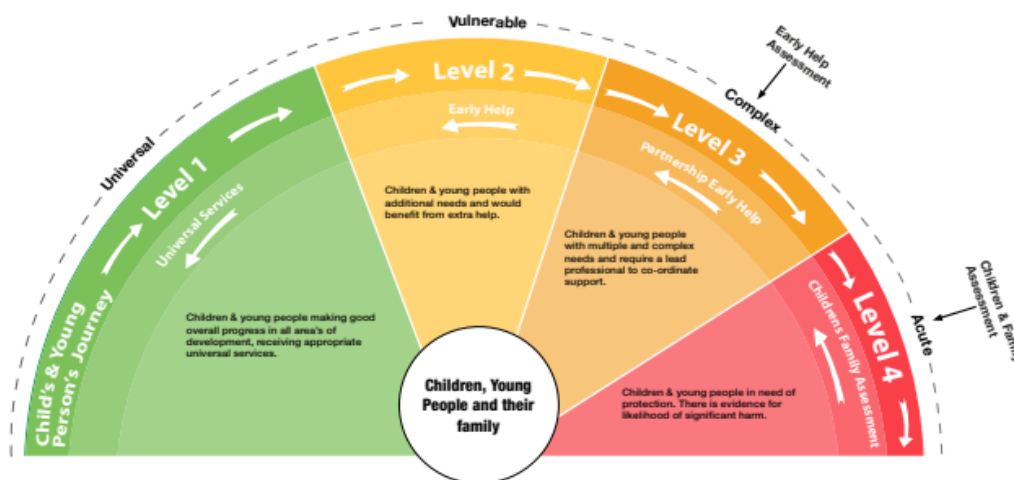 Vulnerable
Early Help
Assessment
Level 2
Early Help
Complex
Universal
Level 3
Partnership Early Help
Level 1
Universal Services
Children & young people with
additional needs and would
benefit from extra help.
Children & young people
with multiple and complex
needs and require a lead
professional to co-ordinate
support.
Children & Family
Assessment
Acute
Level 4
Childrens Family Assessment
Child's & Young
Person's Journey
Children & young people making good
overall progress in all area's of
development, receiving appropriate
universal services.
Children, Young
People and their
family
Children & young people in need of
protection. There is evidence for
likelihood of significant harm.